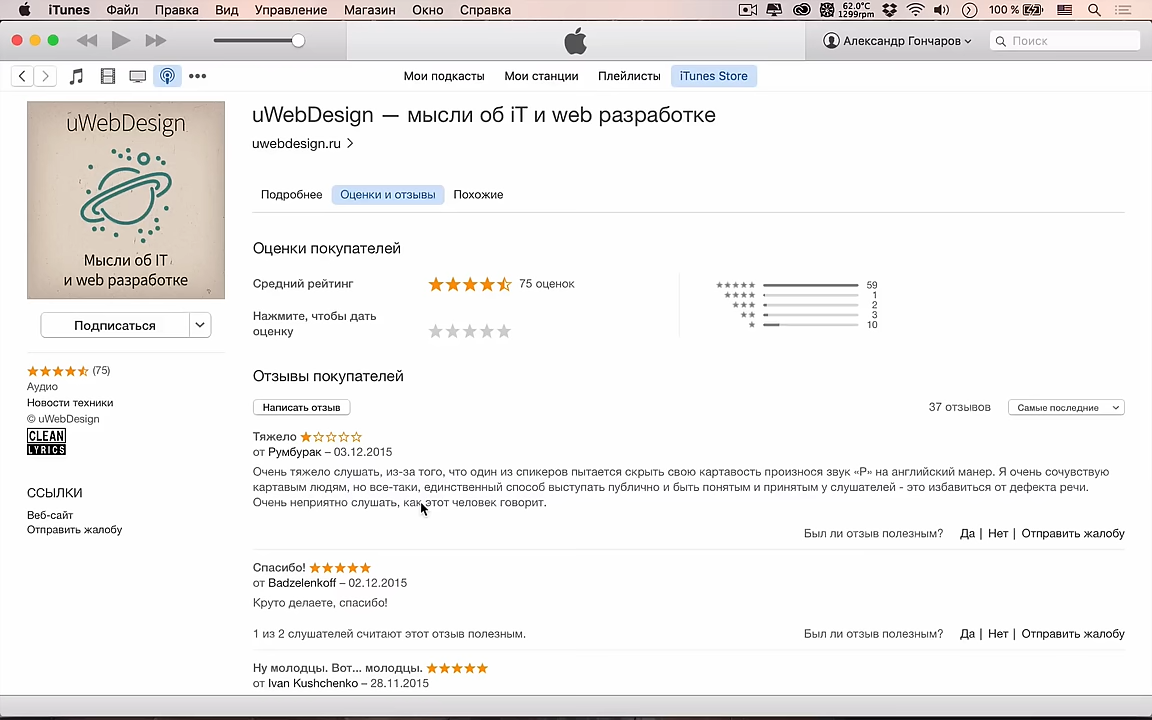 iTunes Файл Правка Вид Управление Магазин Окно Справка 62.0°C 1299rpm 100 %
Александр Гончаров Поиск
Мои подкасты Мои станции Плейлисты iTunes Store
uWebDesign
Мысли об IT
и web разработке
Подписаться
(75)
Аудио
Новости техники
© uWebDesign
CLEAN
LYRICS
ССЫЛКИ
Веб-сайт
Отправить жалобу
uWebDesign — мысли об iT и web разработке
uwebdesign.ru
Подробнее Оценки и отзывы Похожие
Оценки покупателей
Средний рейтинг 75 оценок
Нажмите, чтобы дать
оценку
59
1
2
3
10
Отзывы покупателей
Написать отзыв 37 отзывов Самые последние
Тяжело
от Румбурак – 03.12.2015
Очень тяжело слушать, из-за того, что один из спикеров пытается скрыть свою картавость произнося звук «Р» на английский манер. Я очень сочувствую
картавым людям, но все-таки, единственный способ выступать публично и быть понятым и принятым у слушателей - это избавиться от дефекта речи.
Очень неприятно слушать, как этот человек говорит.
Был ли отзыв полезным? Да | Нет | Отправить жалобу
Спасибо!
от Badzelenkoff – 02.12.2015
Круто делаете, спасибо!
1 из 2 слушателей считают этот отзыв полезным. Был ли отзыв полезным? Да | Нет | Отправить жалобу
Ну молодцы. Вот... молодцы.
от Ivan Kushchenko – 28.11.2015